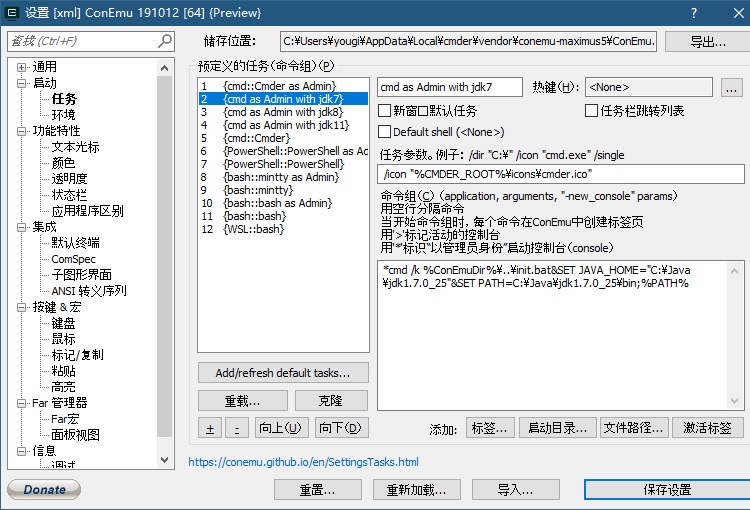 设置 [xml] ConEmu 191012 [64] {Preview}
查找 (Ctrl+F)
储存位置:
C:¥Users¥yougi¥AppData¥Local¥cmder¥vendor¥conemu-maximus5¥ConEmu.
导出...
通用
启动
任务
环境
功能特性
文本光标
颜色
透明度
状态栏
应用程序区别
集成
默认终端
ComSpec
子图形界面
ANSI 转义序列
按键 & 宏
键盘
鼠标
标记/复制
粘贴
高亮
Far 管理器
Far宏
面板视图
信息
调试
预定义的任务(命令组)(P)
1 {cmd::Cmder as Admin}
2 {cmd as Admin with jdk7}
3 {cmd as Admin with jdk8}
4 {cmd as Admin with jdk11}
5 {cmd::Cmder}
6 {PowerShell::PowerShell as Ad
7 {PowerShell::PowerShell}
8 {bash::mintty as Admin}
9 {bash::mintty}
10 {bash::bash as Admin}
11 {bash::bash}
12 {WSL::bash}
cmd as Admin with jdk7
热键(H):
<None>
...
新窗口默认任务
任务栏跳转列表
Default shell (<None>)
任务参数。例子: /dir "C:¥" /icon "cmd.exe" /single
/icon "%CMDER_ROOT%¥icons¥cmder.ico"
命令组(C) (application, arguments, "-new_console" params)
用空行分隔命令
当开始命令组时, 每个命令在ConEmu中创建标签页
用'>'标记活动的控制台
用'*'标识“以管理员身份”启动控制台(console)
*cmd /k %ConEmuDir%¥..¥init.bat&SET JAVA_HOME="C:¥Java
¥jdk1.7.0_25"&SET PATH=C:¥Java¥jdk1.7.0_25¥bin;%PATH%
Add/refresh default tasks...
重载...
克隆
+
-
向上(U)
向下(D)
添加:
标签...
启动目录...
文件路径...
激活标签
https://conemu.github.io/en/SettingsTasks.html
Donate
重置...
重新加载...
导入...
保存设置